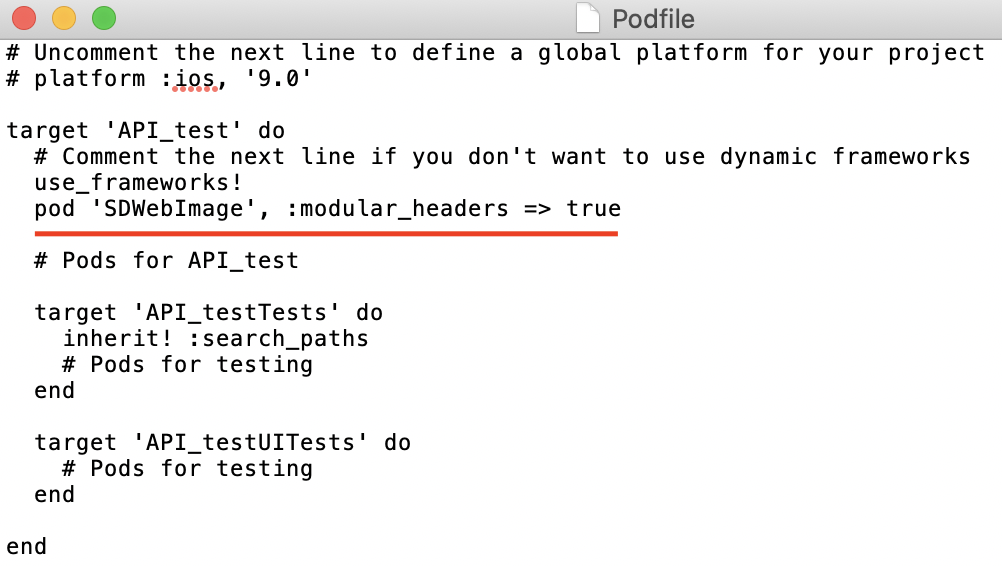 Podfile
# Uncomment the next line to define a global platform for your project
# platform :ios, '9.0'
target 'API_test' do
# Comment the next line if you don't want to use dynamic frameworks
use_frameworks!
pod 'SDWebImage', :modular_headers => true
# Pods for API_test
target 'API_testTests' do
inherit! :search_paths
# Pods for testing
end
target 'API_testUITests' do
# Pods for testing
end
end